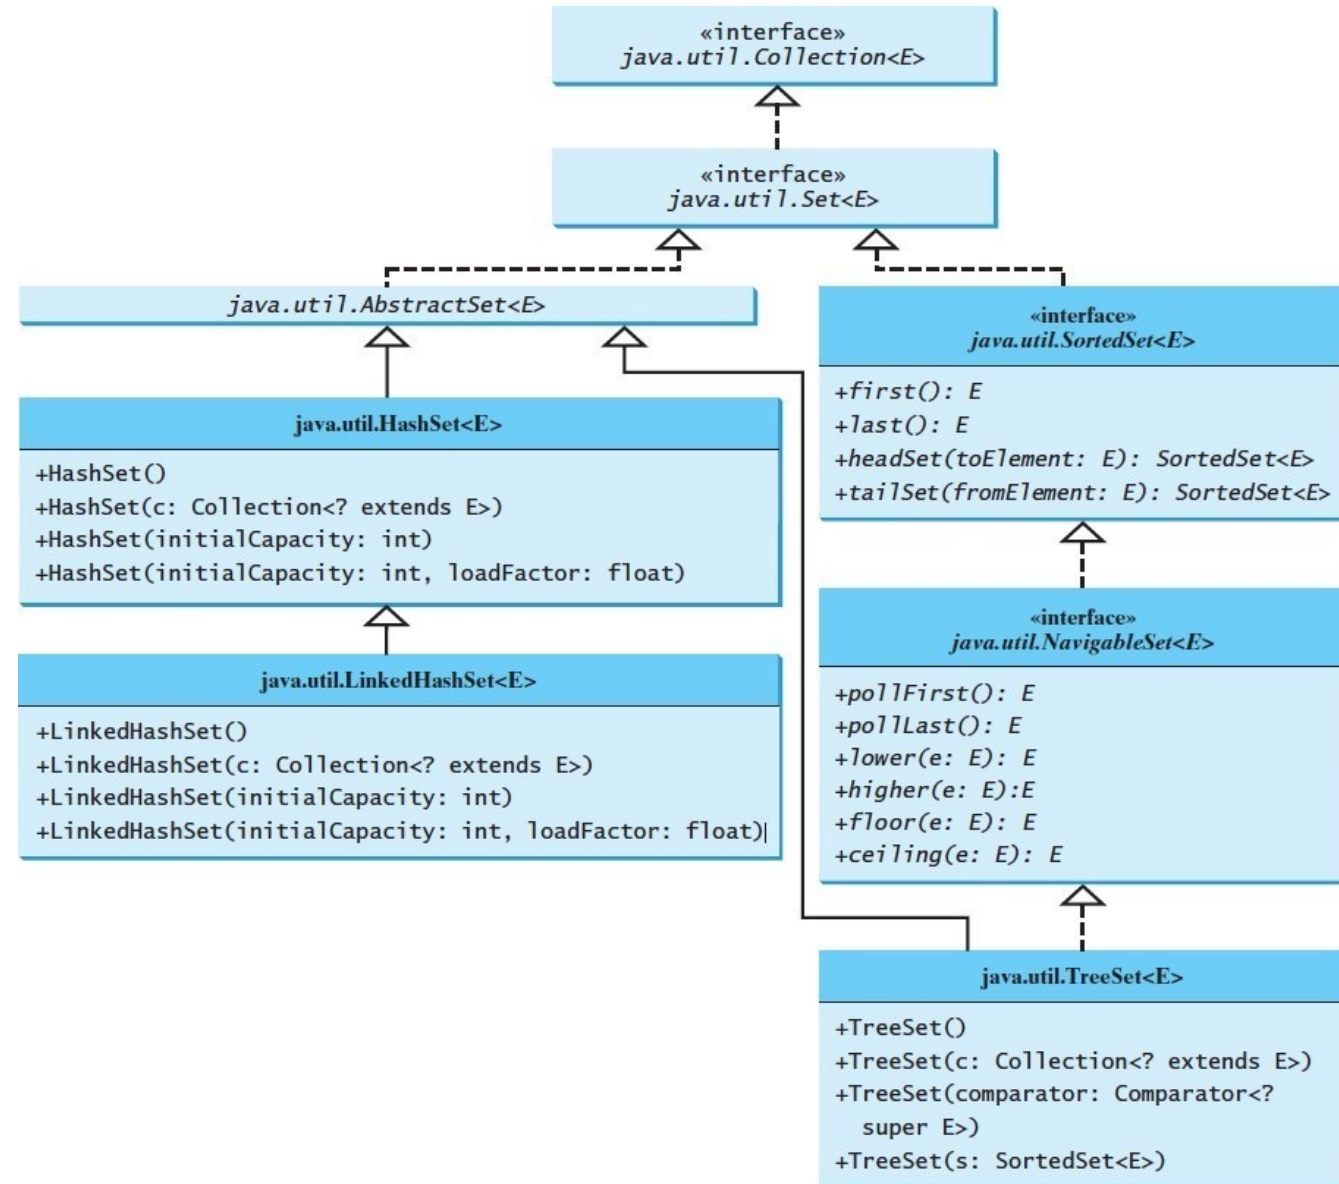 «interface»
java.util.Collection<E>
«interface»
java.util.Set<E>
java.util.AbstractSet<E>
java.util.HashSet<E>
+HashSet()
+HashSet(c: Collection<? extends E>)
+HashSet(initialCapacity: int)
+HashSet(initialCapacity: int, loadFactor: float)
java.util.LinkedHashSet<E>
+LinkedHashSet()
+LinkedHashSet(c: Collection<? extends E>)
+LinkedHashSet(initialCapacity: int)
+LinkedHashSet(initialCapacity: int, loadFactor: float)
«interface»
java.util.SortedSet<E>
+first(): E
+last(): E
+headSet(toElement: E): SortedSet<E>
+tailSet(fromElement: E): SortedSet<E>
«interface»
java.util.NavigableSet<E>
+pollFirst(): E
+pollLast(): E
+lower(e: E): E
+higher(e: E):E
+floor(e: E): E
+ceiling(e: E): E
java.util.TreeSet<E>
+TreeSet()
+TreeSet(c: Collection<? extends E>)
+TreeSet(comparator: Comparator<?
super E>)
+TreeSet(s: SortedSet<E>)